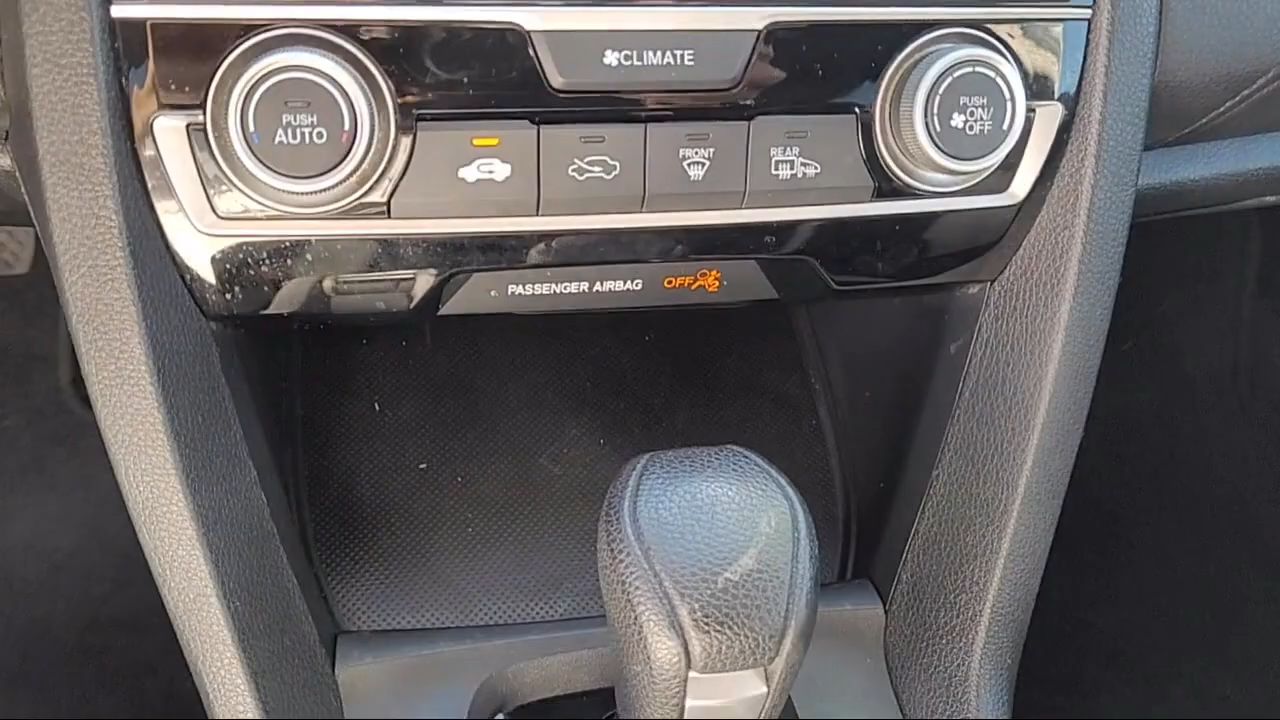 CLIMATE
PUSH
AUTO
PUSH
ON/
OFF
FRONT
REAR
PASSENGER AIRBAG OFF